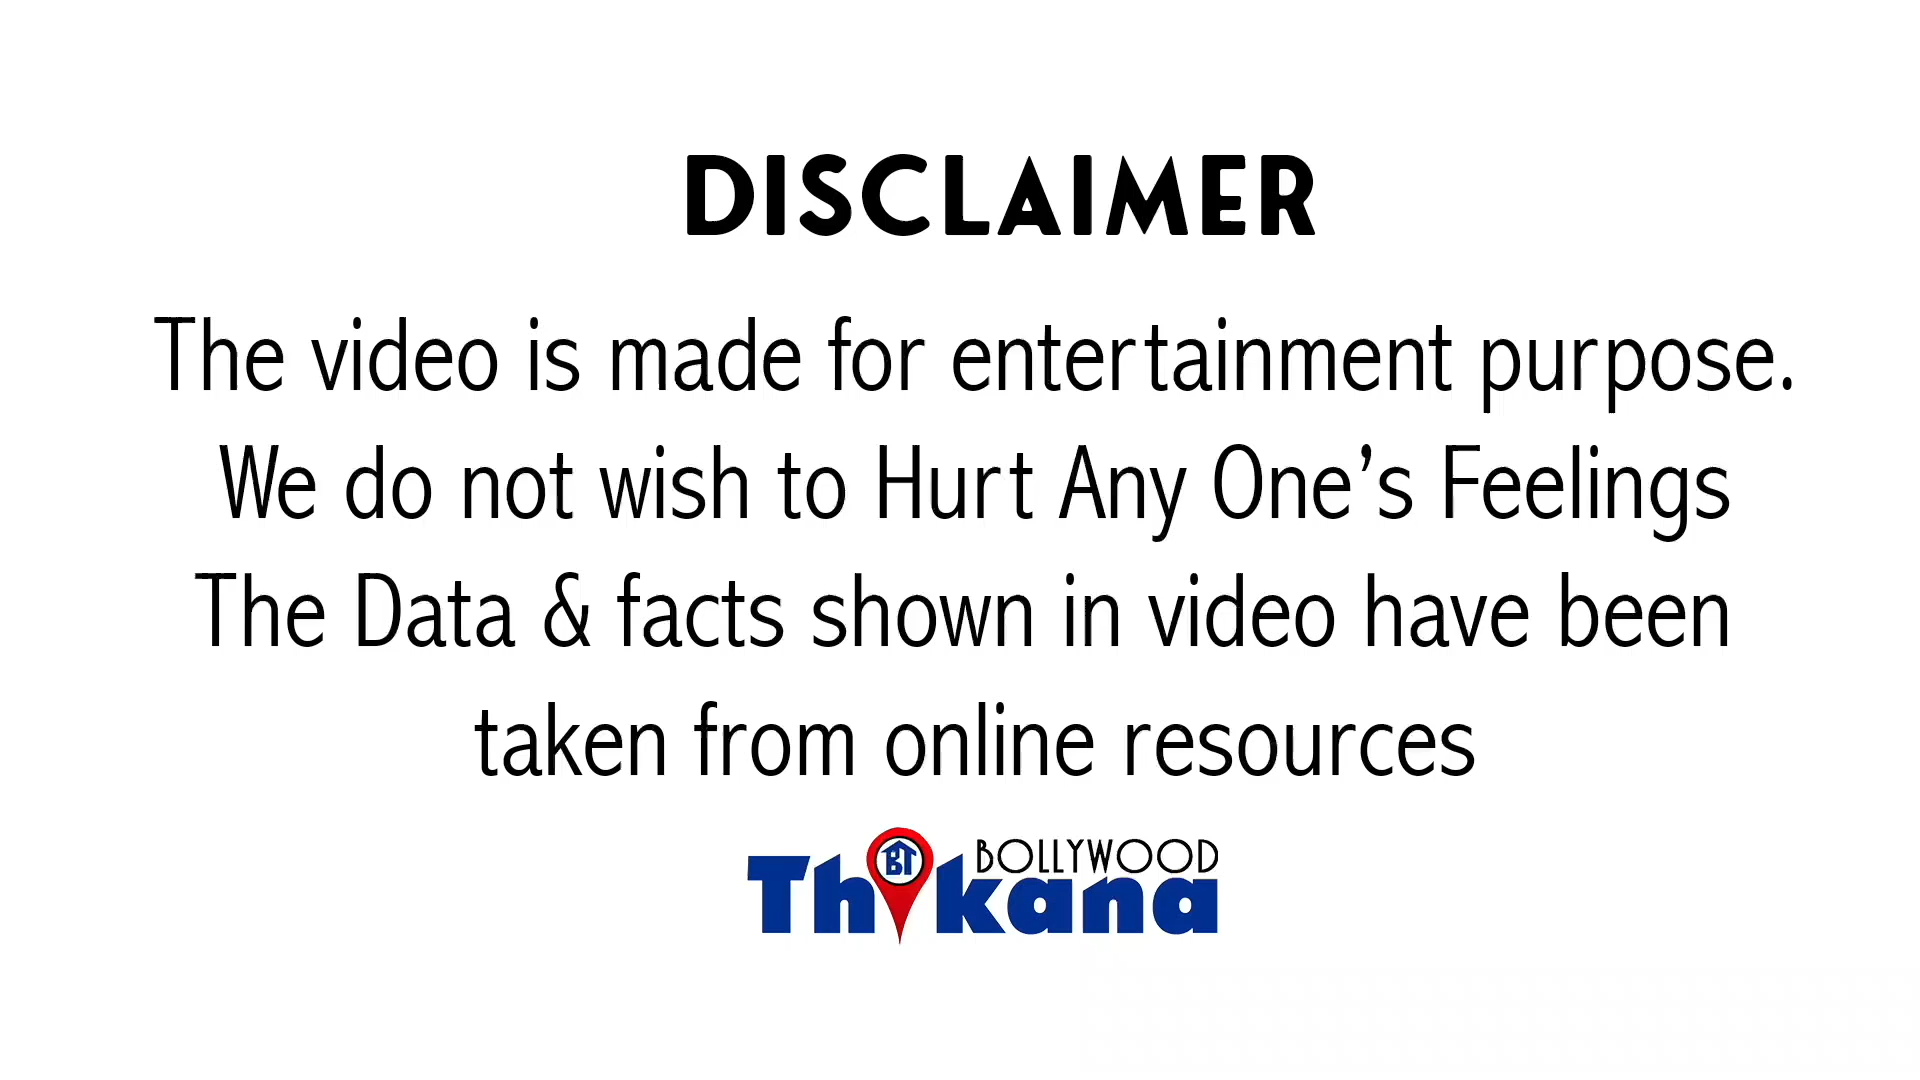 DISCLAIMER
The video is made for entertainment purpose.
We do not wish to Hurt Any One’s Feelings
The Data & facts shown in video have been
taken from online resources
BT
BOLLYWOOD
Thikana